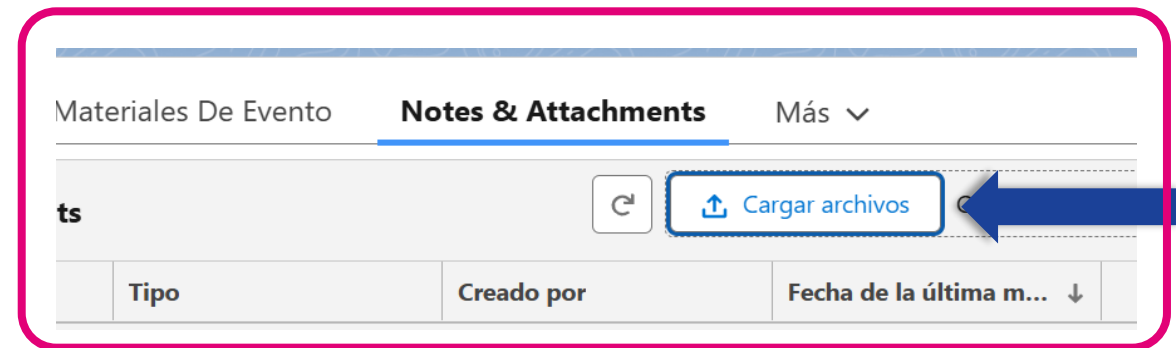 Materiales De Evento Notes & Attachments Más
ts Cargar archivos
Tipo Creado por Fecha de la última m...